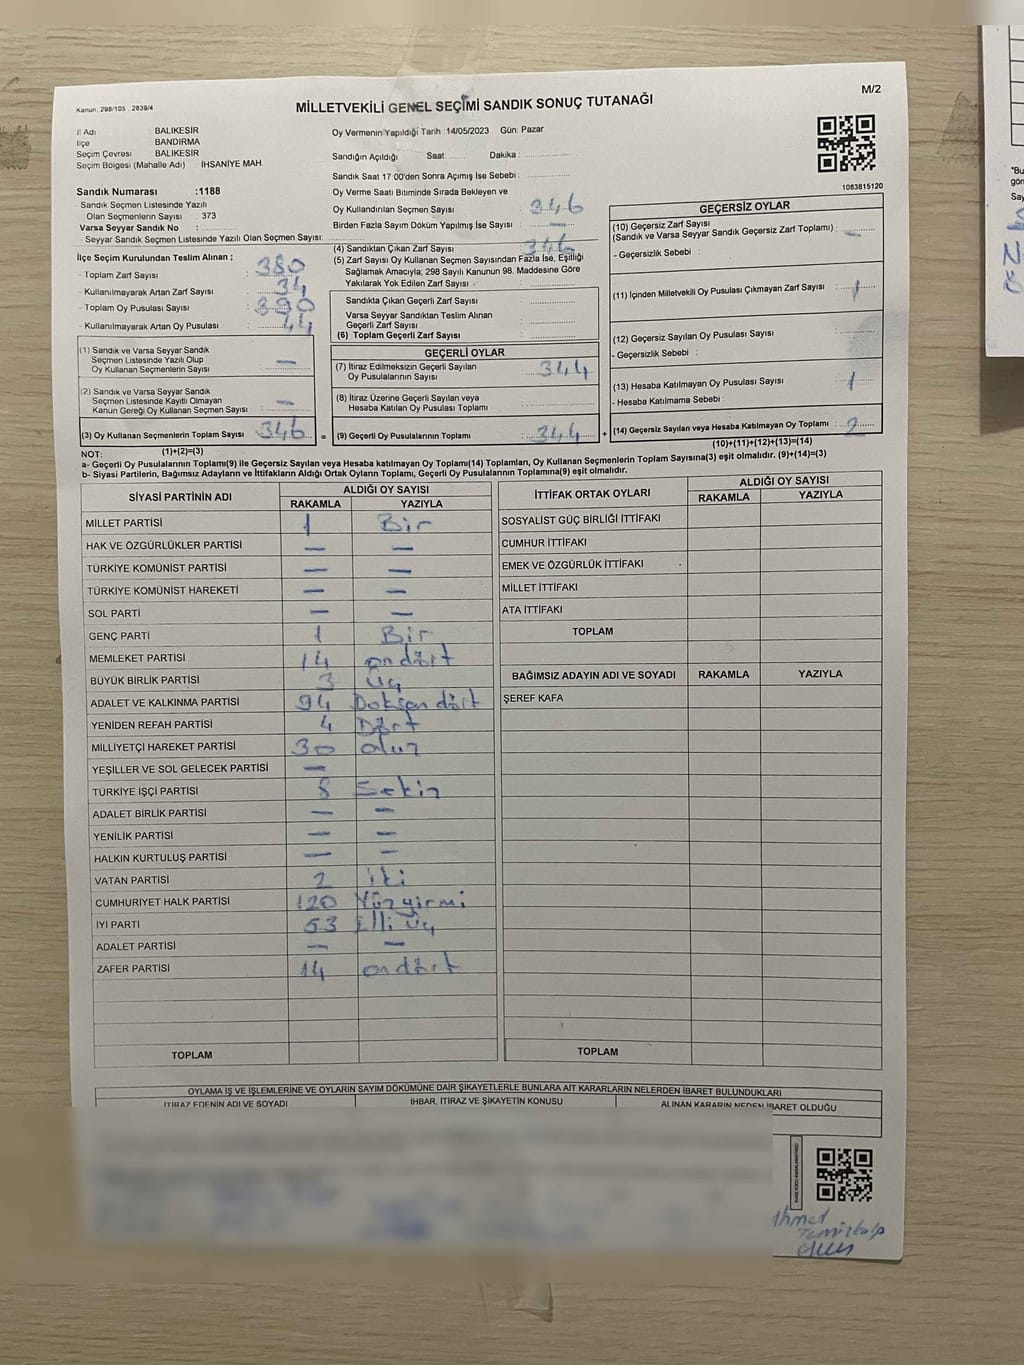 M/2
Kanun. 298/105 . 2839/4
MİLLETVEKİLİ GENEL SEÇİMİ SANDIK SONUÇ TUTANAĞI
İl Adı BALIKESİR
İlçe BANDIRMA
Seçim Çevresi BALIKESİR
Seçim Bölgesi (Mahalle Adı) İHSANİYE MAH
Sandık Numarası :1188
Sandık Seçmen Listesinde Yazılı
Olan Seçmenlerin Sayısı : 373
Varsa Seyyar Sandık No :
- Seyyar Sandık Seçmen Listesinde Yazılı Olan Seçmen Sayısı:
İlçe Seçim Kurulundan Teslim Alınan ;
- Toplam Zarf Sayısı : 380
- Kullanılmayarak Artan Zarf Sayısı : 34
- Toplam Oy Pusulası : 390
- Kullanılmayarak Artan Oy Pusulası : 44
(1) Sandık ve Varsa Seyyar Sandık
Seçmen Listesinde Yazılı Olup
Oy Kullanan Seçmenlerin Sayısı : —
(2) Sandık ve Varsa Seyyar Sandık
Seçmen Listesinde Kayıtlı Olmayan
Kanun Gereği Oy Kullanan Seçmen Sayısı : —
(3) Oy Kullanan Seçmenlerin Toplam Sayısı : 346 =
Oy Vermenin Yapıldığı Tarih :14/05/2023 Gün: Pazar
Sandığın Açıldığı Saat: Dakika:
Sandık Saat 17 00'den Sonra Açımış İse Sebebi :
Oy Verme Saati Bitiminde Sırada Bekleyen ve
Oy Kullandırılan Seçmen Sayısı : 346
Birden Fazla Sayım Döküm Yapılmış İse Sayısı : —
(4) Sandıktan Çıkan Zarf Sayısı : 346
(5) Zarf Sayısı Oy Kullanan Seçmen Sayısından Fazla İse, Eşitliği
Sağlamak Amacıyla, 298 Sayılı Kanunun 98. Maddesine Göre
Yakılarak Yok Edilen Zarf Sayısı :
Sandıkta Çıkan Geçerli Zarf Sayısı :
Varsa Seyyar Sandıktan Teslim Alınan
Geçerli Zarf Sayısı :
(6) Toplam Geçerli Zarf Sayısı :
GEÇERLİ OYLAR
(7) İtiraz Edilmeksizin Geçerli Sayılan
Oy Pusulalarının Sayısı : 344
(8) İtiraz Üzerine Geçerli Sayılan veya
Hesaba Katılan Oy Pusulası Toplamı :
(9) Geçerli Oy Pusulalarının Toplamı : 344 +
1083815120
GEÇERSİZ OYLAR
(10) Geçersiz Zarf Sayısı
(Sandık ve Varsa Seyyar Sandık Geçersiz Zarf Toplamı) : —
- Geçersizlik Sebebi :
(11) İçinden Milletvekili Oy Pusulası Çıkmayan Zarf Sayısı : 1
(12) Geçersiz Sayılan Oy Pusulası Sayısı :
- Geçersizlik Sebebi :
(13) Hesaba Katılmayan Oy Pusulası Sayısı : 1
- Hesaba Katılmama Sebebi :
(14) Geçersiz Sayılan veya Hesaba Katılmayan Oy Toplamı : 2
NOT: (1)+(2)=(3)
(10)+(11)+(12)+(13)=(14)
a- Geçerli Oy Pusulalarının Toplamı(9) ile Geçersiz Sayılan veya Hesaba katılmayan Oy Toplamı(14) Toplamları, Oy Kullanan Seçmenlerin Toplam Sayısına(3) eşit olmalıdır. (9)+(14)=(3)
b- Siyasi Partilerin, Bağımsız Adayların ve İttifakların Aldığı Ortak Oyların Toplamı, Geçerli Oy Pusulalarının Toplamına(9) eşit olmalıdır.
SİYASİ PARTİNİN ADI ALDIĞI OY SAYISI
RAKAMLA YAZIYLA
MİLLET PARTİSİ 1 Bir
HAK VE ÖZGÜRLÜKLER PARTİSİ — —
TÜRKİYE KOMÜNİST PARTİSİ — —
TÜRKİYE KOMÜNİST HAREKETİ — —
SOL PARTİ — —
GENÇ PARTİ 1 Bir
MEMLEKET PARTİSİ 14 ondört
BÜYÜK BİRLİK PARTİSİ 3 üç
ADALET VE KALKINMA PARTİSİ 94 Doksan dört
YENİDEN REFAH PARTİSİ 4 Dört
MİLLİYETÇİ HAREKET PARTİSİ 30 otuz
YEŞİLLER VE SOL GELECEK PARTİSİ —
TÜRKİYE İŞÇİ PARTİSİ 8 Sekiz
ADALET BİRLİK PARTİSİ — —
YENİLİK PARTİSİ — —
HALKIN KURTULUŞ PARTİSİ — —
VATAN PARTİSİ 2 iki
CUMHURİYET HALK PARTİSİ 120 Yüzyirmi
İYİ PARTİ 53 Elli üç
ADALET PARTİSİ — —
ZAFER PARTİSİ 14 ondört
TOPLAM
İTTİFAK ORTAK OYLARI ALDIĞI OY SAYISI
RAKAMLA YAZIYLA
SOSYALİST GÜÇ BİRLİĞİ İTTİFAKI
CUMHUR İTTİFAKI
EMEK VE ÖZGÜRLÜK İTTİFAKI
MİLLET İTTİFAKI
ATA İTTİFAKI
TOPLAM
BAĞIMSIZ ADAYIN ADI VE SOYADI RAKAMLA YAZIYLA
ŞEREF KAFA
TOPLAM
OYLAMA İŞ VE İŞLEMLERİNE VE OYLARIN SAYIM DÖKÜMÜNE DAİR ŞİKAYETLERLE BUNLARA AİT KARARLARIN NELERDEN İBARET BULUNDUKLARI
İTİRAZ EDENİN ADI VE SOYADI İHBAR, İTİRAZ VE ŞİKAYETİN KONUSU ALINAN KARARIN NEDEN İBARET OLDUĞU
Ahmet